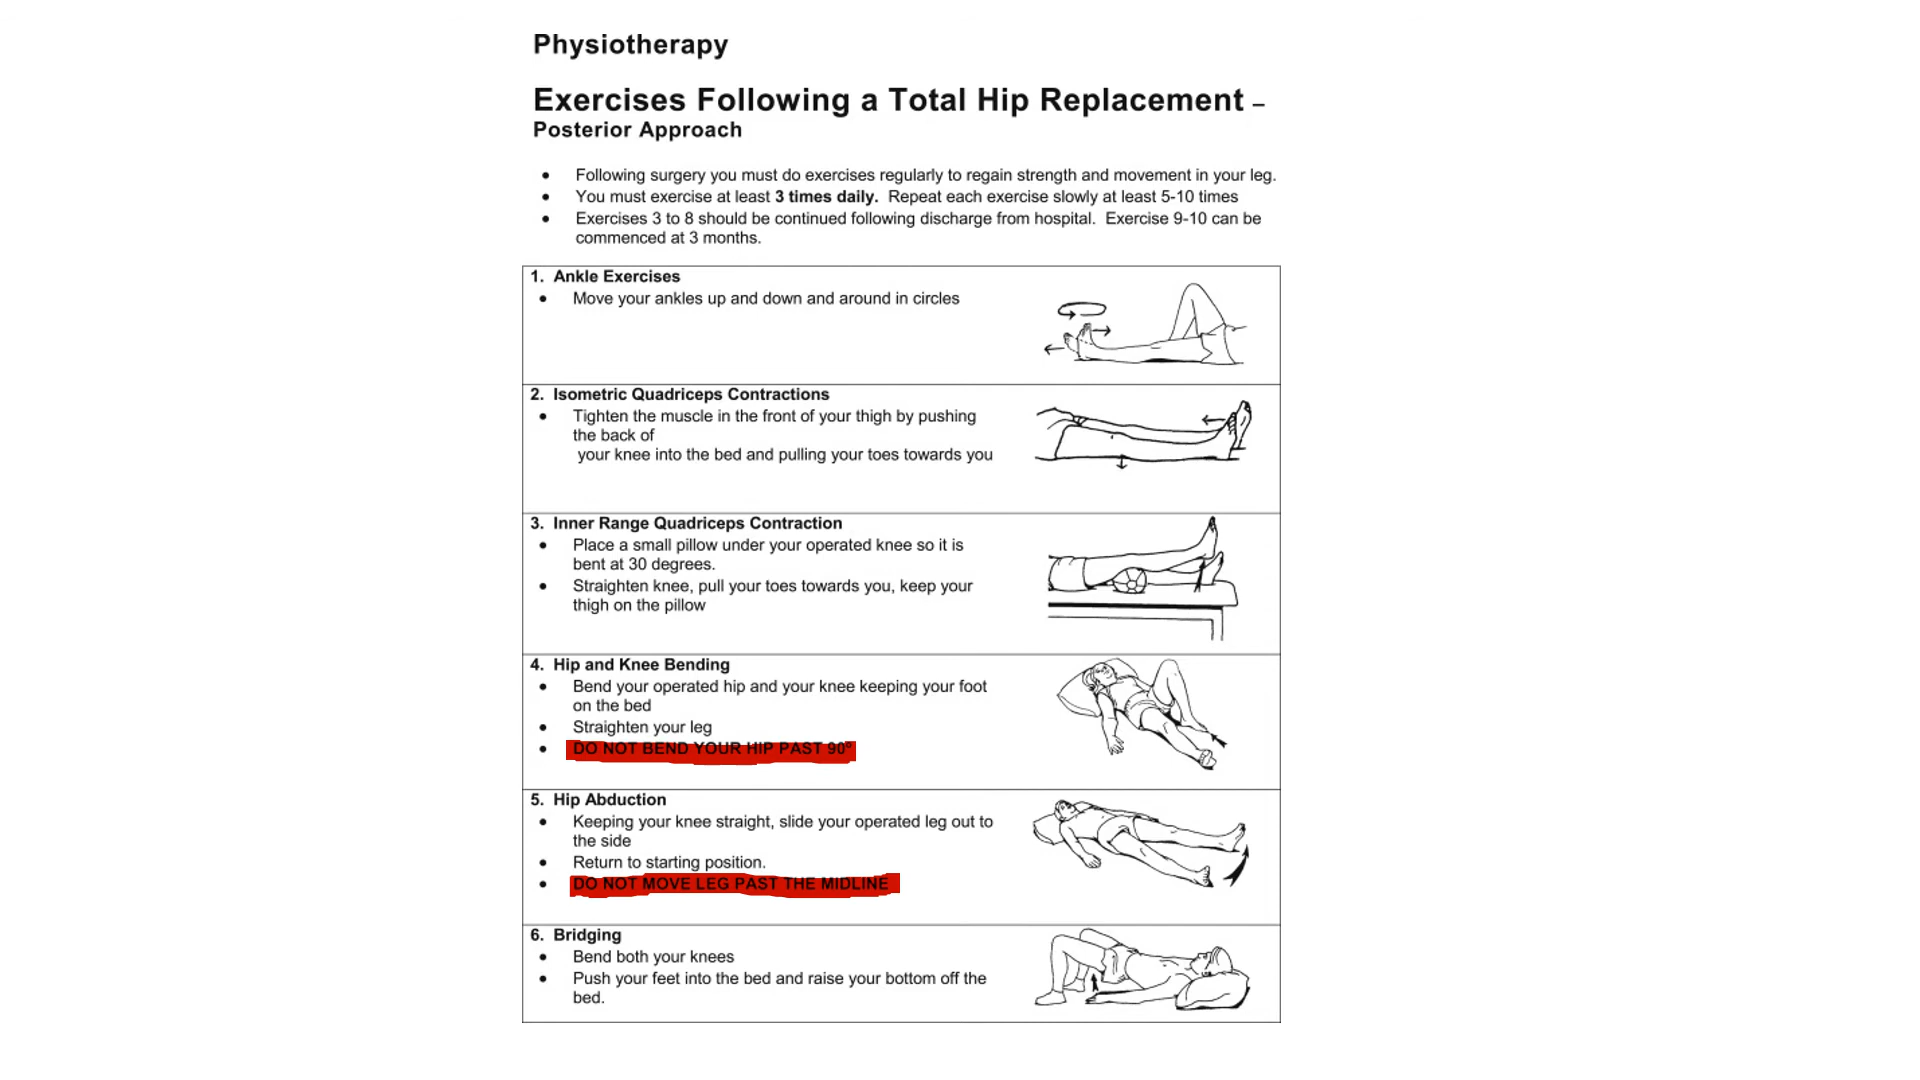 Physiotherapy
Exercises Following a Total Hip Replacement –
Posterior Approach
• Following surgery you must do exercises regularly to regain strength and movement in your leg.
• You must exercise at least 3 times daily. Repeat each exercise slowly at least 5-10 times
• Exercises 3 to 8 should be continued following discharge from hospital. Exercise 9-10 can be
commenced at 3 months.
1. Ankle Exercises
• Move your ankles up and down and around in circles
2. Isometric Quadriceps Contractions
• Tighten the muscle in the front of your thigh by pushing
the back of
your knee into the bed and pulling your toes towards you
3. Inner Range Quadriceps Contraction
• Place a small pillow under your operated knee so it is
bent at 30 degrees.
• Straighten knee, pull your toes towards you, keep your
thigh on the pillow
4. Hip and Knee Bending
• Bend your operated hip and your knee keeping your foot
on the bed
• Straighten your leg
• DO NOT BEND YOUR HIP PAST 90°
5. Hip Abduction
• Keeping your knee straight, slide your operated leg out to
the side
• Return to starting position.
• DO NOT MOVE LEG PAST THE MIDLINE
6. Bridging
• Bend both your knees
• Push your feet into the bed and raise your bottom off the
bed.